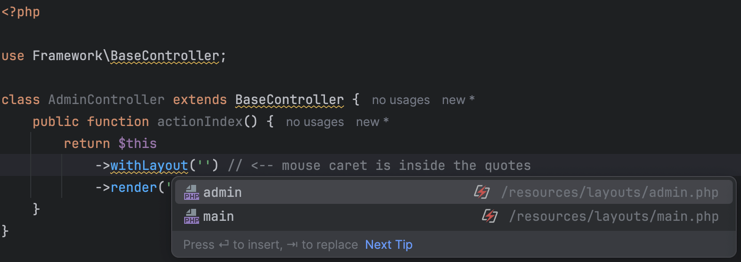 <?php
use Framework\BaseController;
class AdminController extends BaseController { no usages new *
public function actionIndex() { no usages new *
return $this
->withLayout('') // <-- mouse caret is inside the quotes
->render('
admin /resources/layouts/admin.php
PHP
main /resources/layouts/main.php
PHP
Press ⏎ to insert, ⇥ to replace Next Tip
}
}